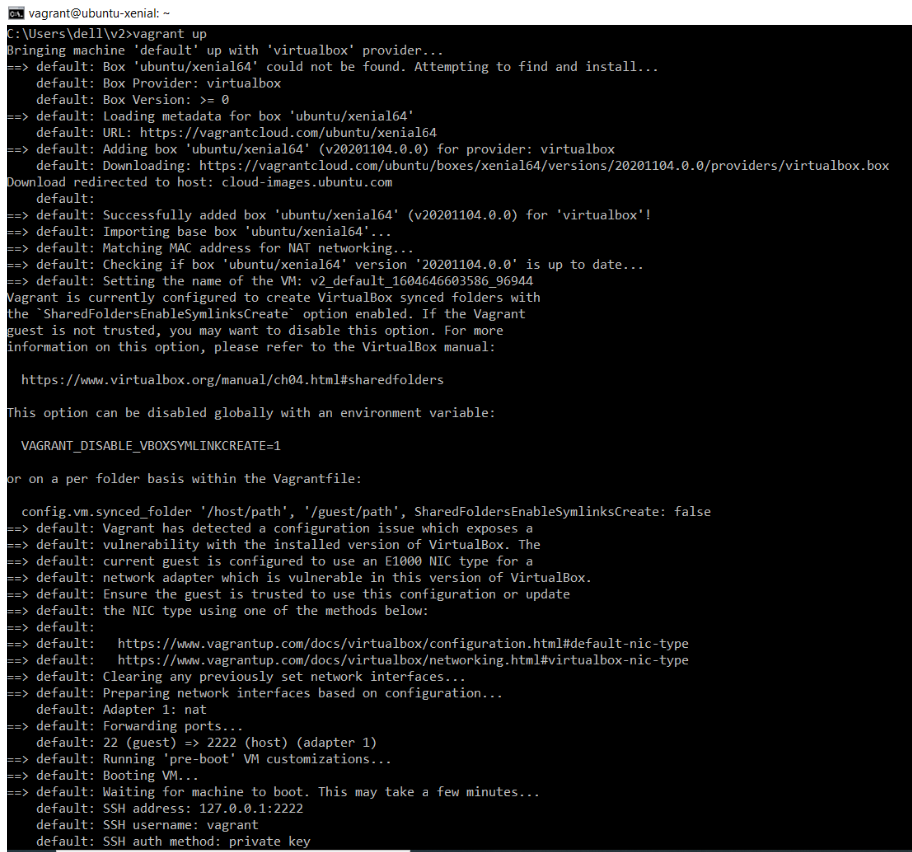 vagrant@ubuntu-xenial: ~
C:\Users\dell\v2>vagrant up
Bringing machine 'default' up with 'virtualbox' provider...
==> default: Box 'ubuntu/xenial64' could not be found. Attempting to find and install...
    default: Box Provider: virtualbox
    default: Box Version: >= 0
==> default: Loading metadata for box 'ubuntu/xenial64'
    default: URL: https://vagrantcloud.com/ubuntu/xenial64
==> default: Adding box 'ubuntu/xenial64' (v20201104.0.0) for provider: virtualbox
    default: Downloading: https://vagrantcloud.com/ubuntu/boxes/xenial64/versions/20201104.0.0/providers/virtualbox.box
Download redirected to host: cloud-images.ubuntu.com
    default:
==> default: Successfully added box 'ubuntu/xenial64' (v20201104.0.0) for 'virtualbox'!
==> default: Importing base box 'ubuntu/xenial64'...
==> default: Matching MAC address for NAT networking...
==> default: Checking if box 'ubuntu/xenial64' version '20201104.0.0' is up to date...
==> default: Setting the name of the VM: v2_default_1604646603586_96944
Vagrant is currently configured to create VirtualBox synced folders with
the `SharedFoldersEnableSymlinksCreate` option enabled. If the Vagrant
guest is not trusted, you may want to disable this option. For more
information on this option, please refer to the VirtualBox manual:
  https://www.virtualbox.org/manual/ch04.html#sharedfolders
This option can be disabled globally with an environment variable:
  VAGRANT_DISABLE_VBOXSYMLINKCREATE=1
or on a per folder basis within the Vagrantfile:
  config.vm.synced_folder '/host/path', '/guest/path', SharedFoldersEnableSymlinksCreate: false
==> default: Vagrant has detected a configuration issue which exposes a
==> default: vulnerability with the installed version of VirtualBox. The
==> default: current guest is configured to use an E1000 NIC type for a
==> default: network adapter which is vulnerable in this version of VirtualBox.
==> default: Ensure the guest is trusted to use this configuration or update
==> default: the NIC type using one of the methods below:
==> default:
==> default:   https://www.vagrantup.com/docs/virtualbox/configuration.html#default-nic-type
==> default:   https://www.vagrantup.com/docs/virtualbox/networking.html#virtualbox-nic-type
==> default: Clearing any previously set network interfaces...
==> default: Preparing network interfaces based on configuration...
    default: Adapter 1: nat
==> default: Forwarding ports...
    default: 22 (guest) => 2222 (host) (adapter 1)
==> default: Running 'pre-boot' VM customizations...
==> default: Booting VM...
==> default: Waiting for machine to boot. This may take a few minutes...
    default: SSH address: 127.0.0.1:2222
    default: SSH username: vagrant
    default: SSH auth method: private key